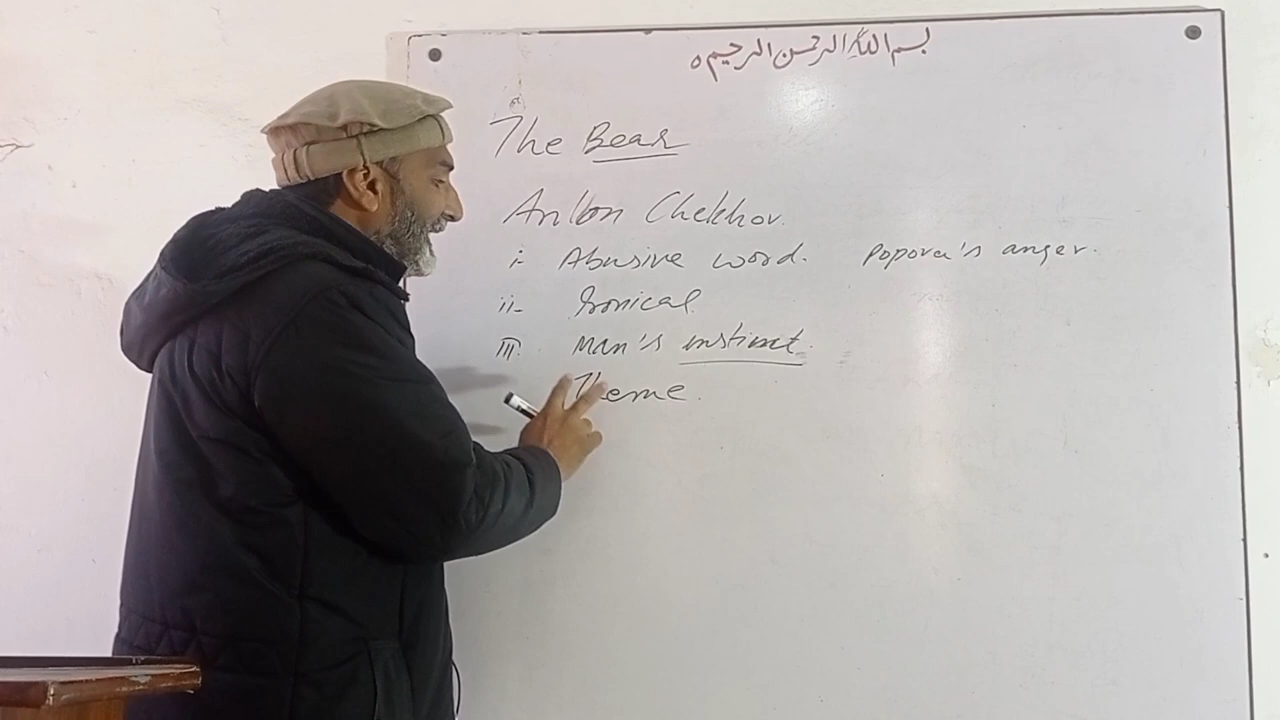 بسم اللہ الرحمن الرحیم ہ
The Bear
Anton Chekhov.
i- Abusive word. Popova's anger.
ii- Ironical
iii. Man's instinct.
Theme.